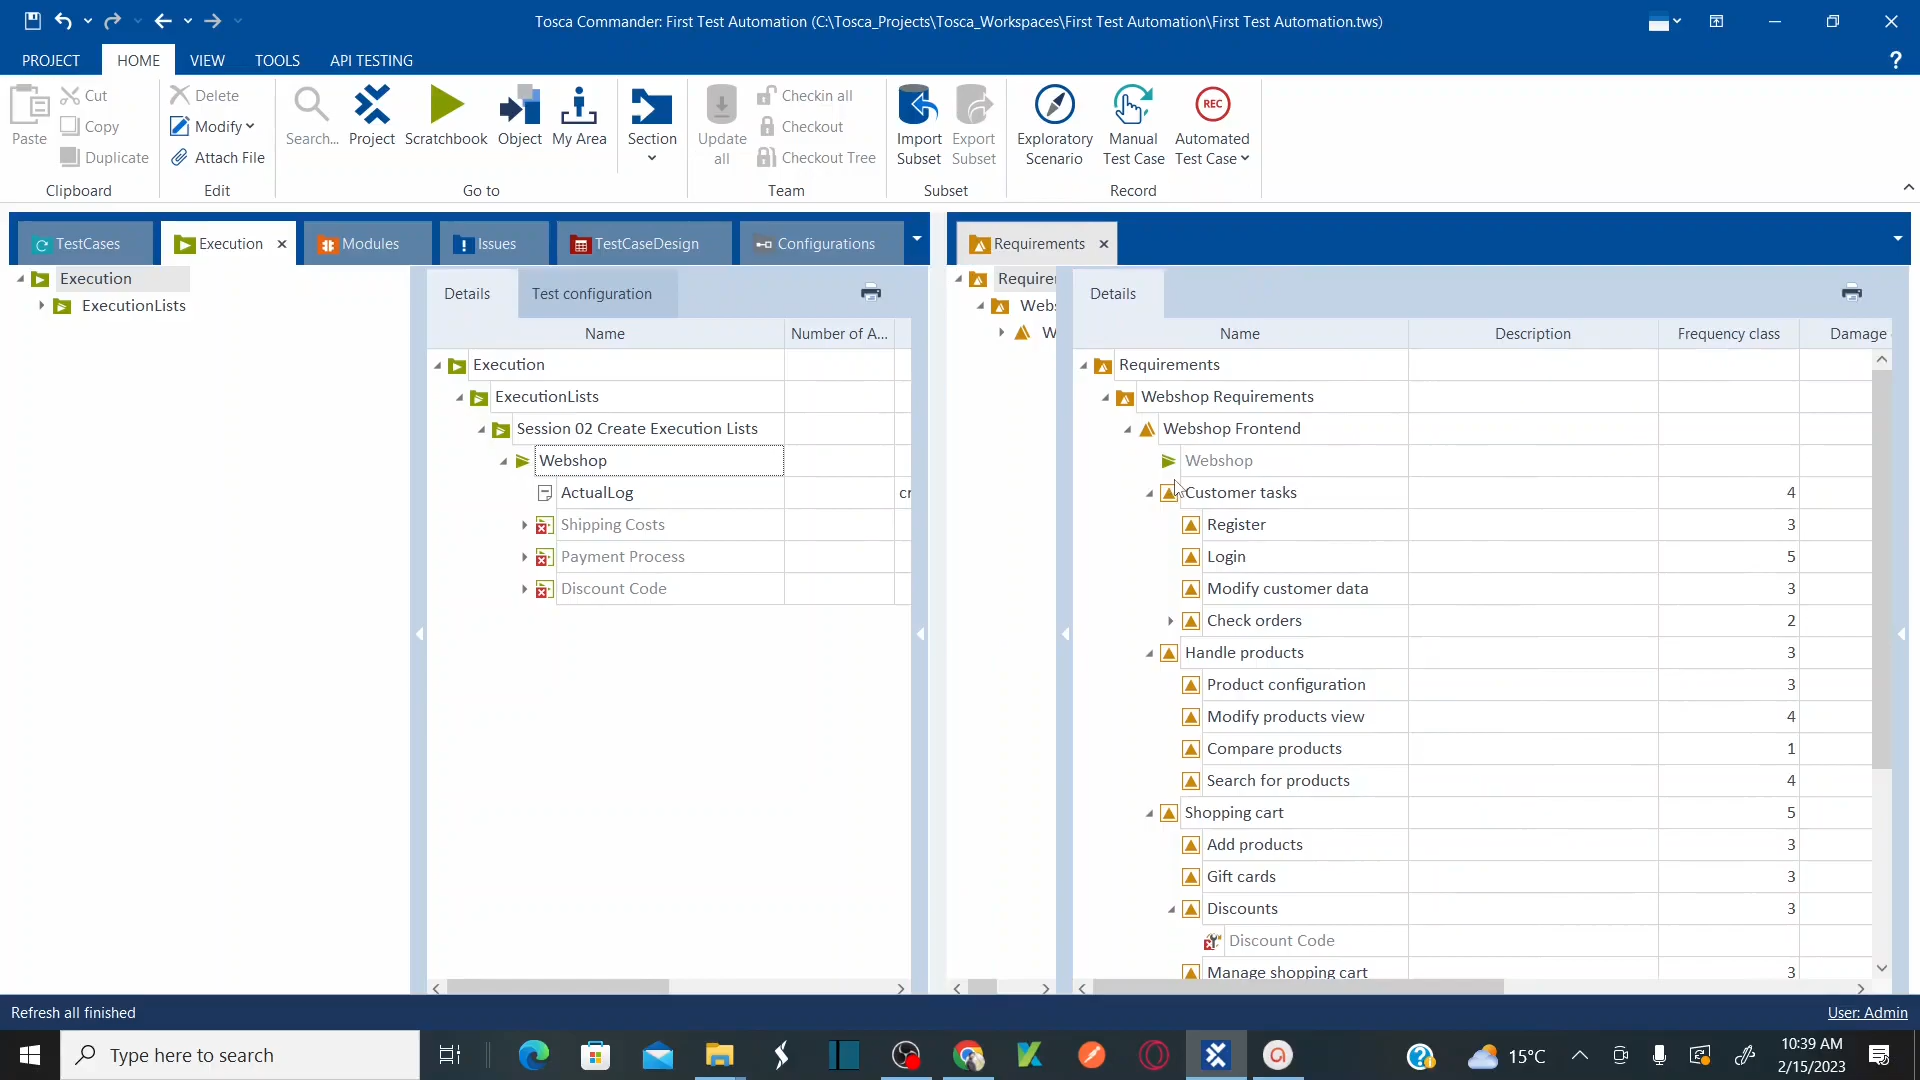 Tosca Commander: First Test Automation (C:\Tosca_Projects\Tosca_Workspaces\First Test Automation\First Test Automation.tws)
PROJECT HOME VIEW TOOLS API TESTING ?
Paste Cut Copy Duplicate
Clipboard
Delete Modify Attach File
Edit
Search... Project Scratchbook Object My Area Section
Go to
Update all Checkin all Checkout Checkout Tree
Team
Import Subset Export Subset
Subset
Exploratory Scenario Manual Test Case REC Automated Test Case
Record
TestCases Execution Modules Issues TestCaseDesign Configurations
Execution
ExecutionLists
Details Test configuration
Name Number of A...
Execution
ExecutionLists
Session 02 Create Execution Lists
Webshop
ActualLog cr
Shipping Costs
Payment Process
Discount Code
Requirements
Requirer
Webs
W
Details
Name Description Frequency class Damage
Requirements
Webshop Requirements
Webshop Frontend
Webshop
Customer tasks 4
Register 3
Login 5
Modify customer data 3
Check orders 2
Handle products 3
Product configuration 3
Modify products view 4
Compare products 1
Search for products 4
Shopping cart 5
Add products 3
Gift cards 3
Discounts 3
Discount Code
Manage shopping cart 3
Refresh all finished User: Admin
Type here to search 15°C 10:39 AM
2/15/2023